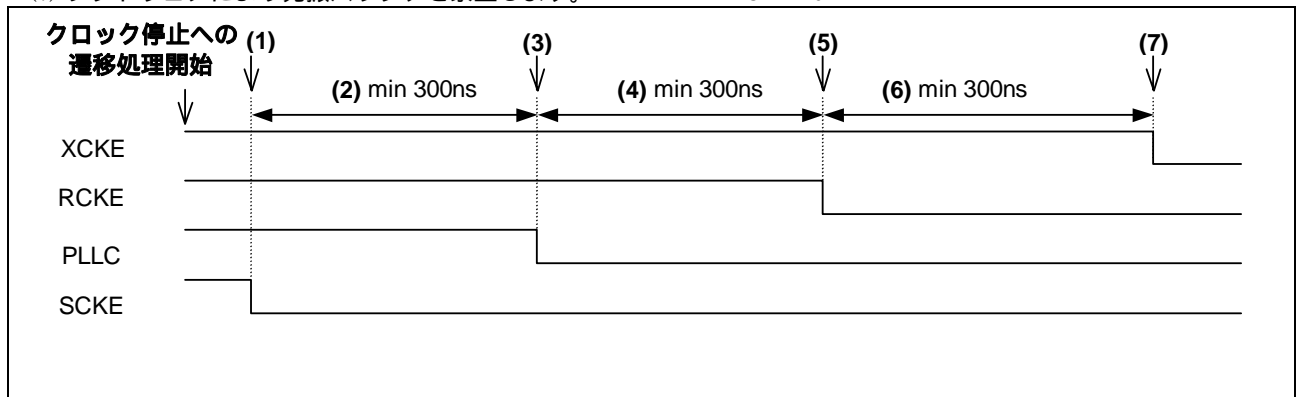 クロック停止への
遷移処理開始
(1) (3) (5) (7)
(2) min 300ns (4) min 300ns (6) min 300ns
XCKE
RCKE
PLLC
SCKE